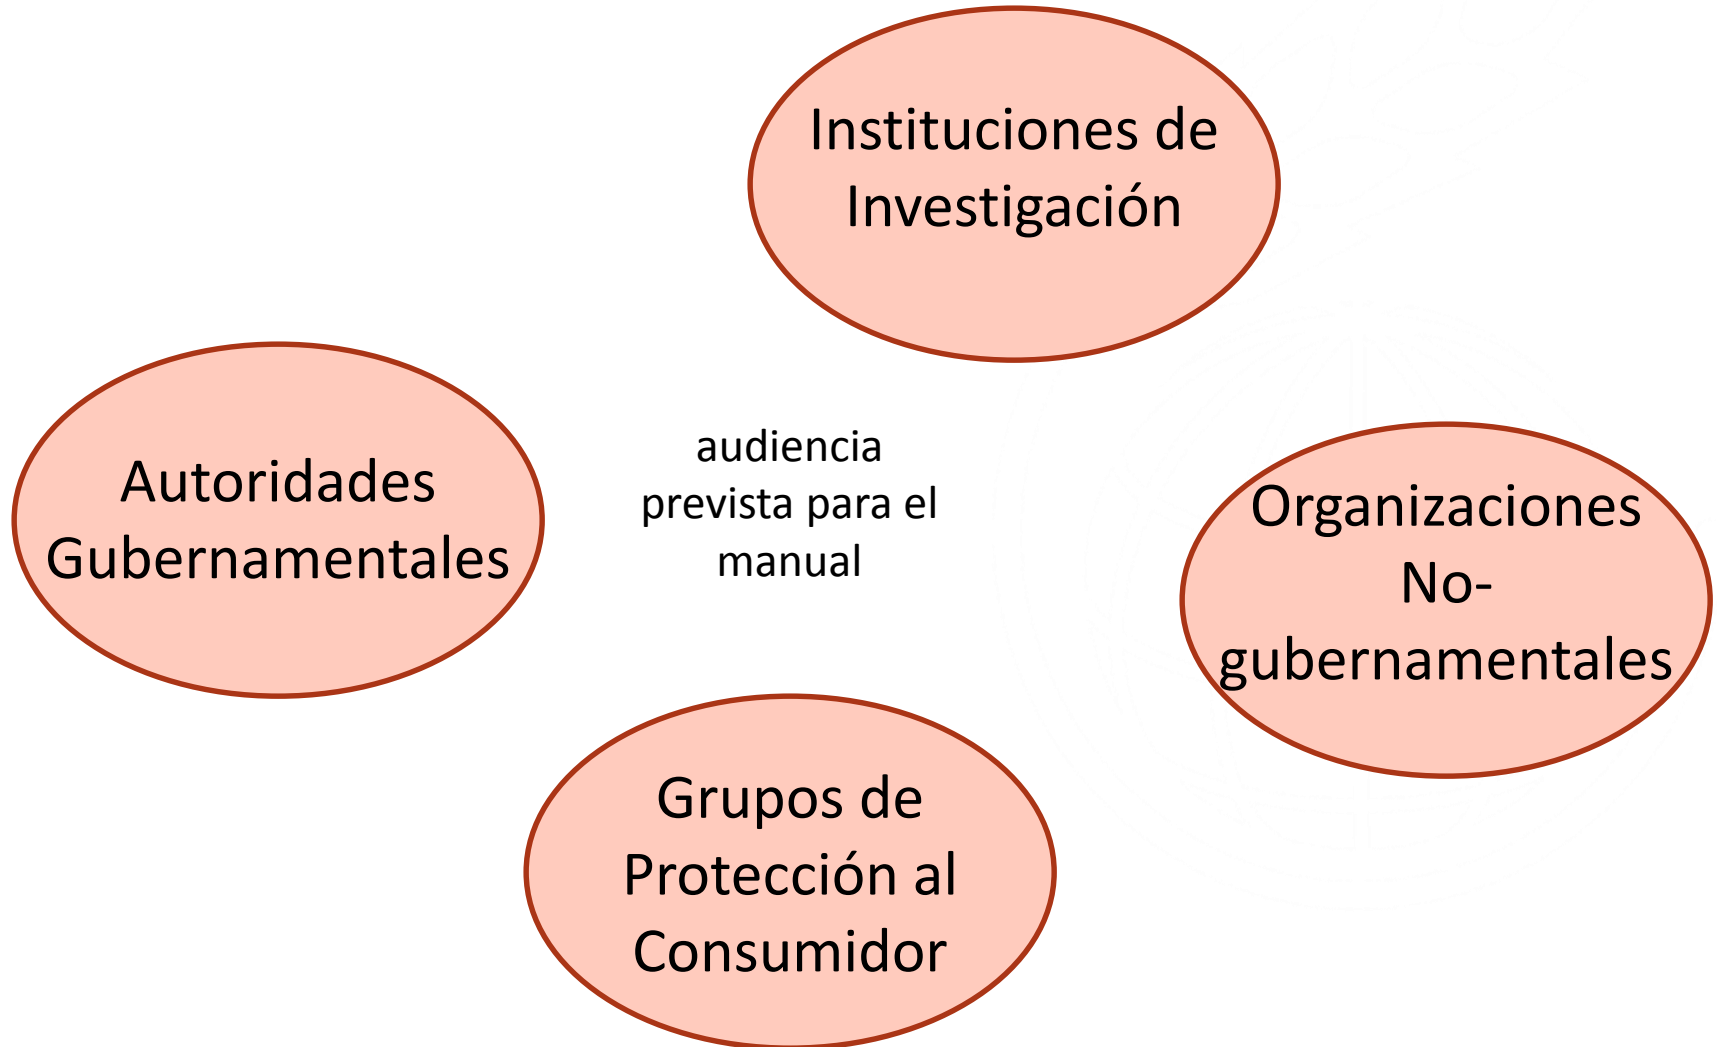 Instituciones de
Investigación
Autoridades
Gubernamentales
audiencia
prevista para el
manual
Organizaciones
No-
gubernamentales
Grupos de
Protección al
Consumidor